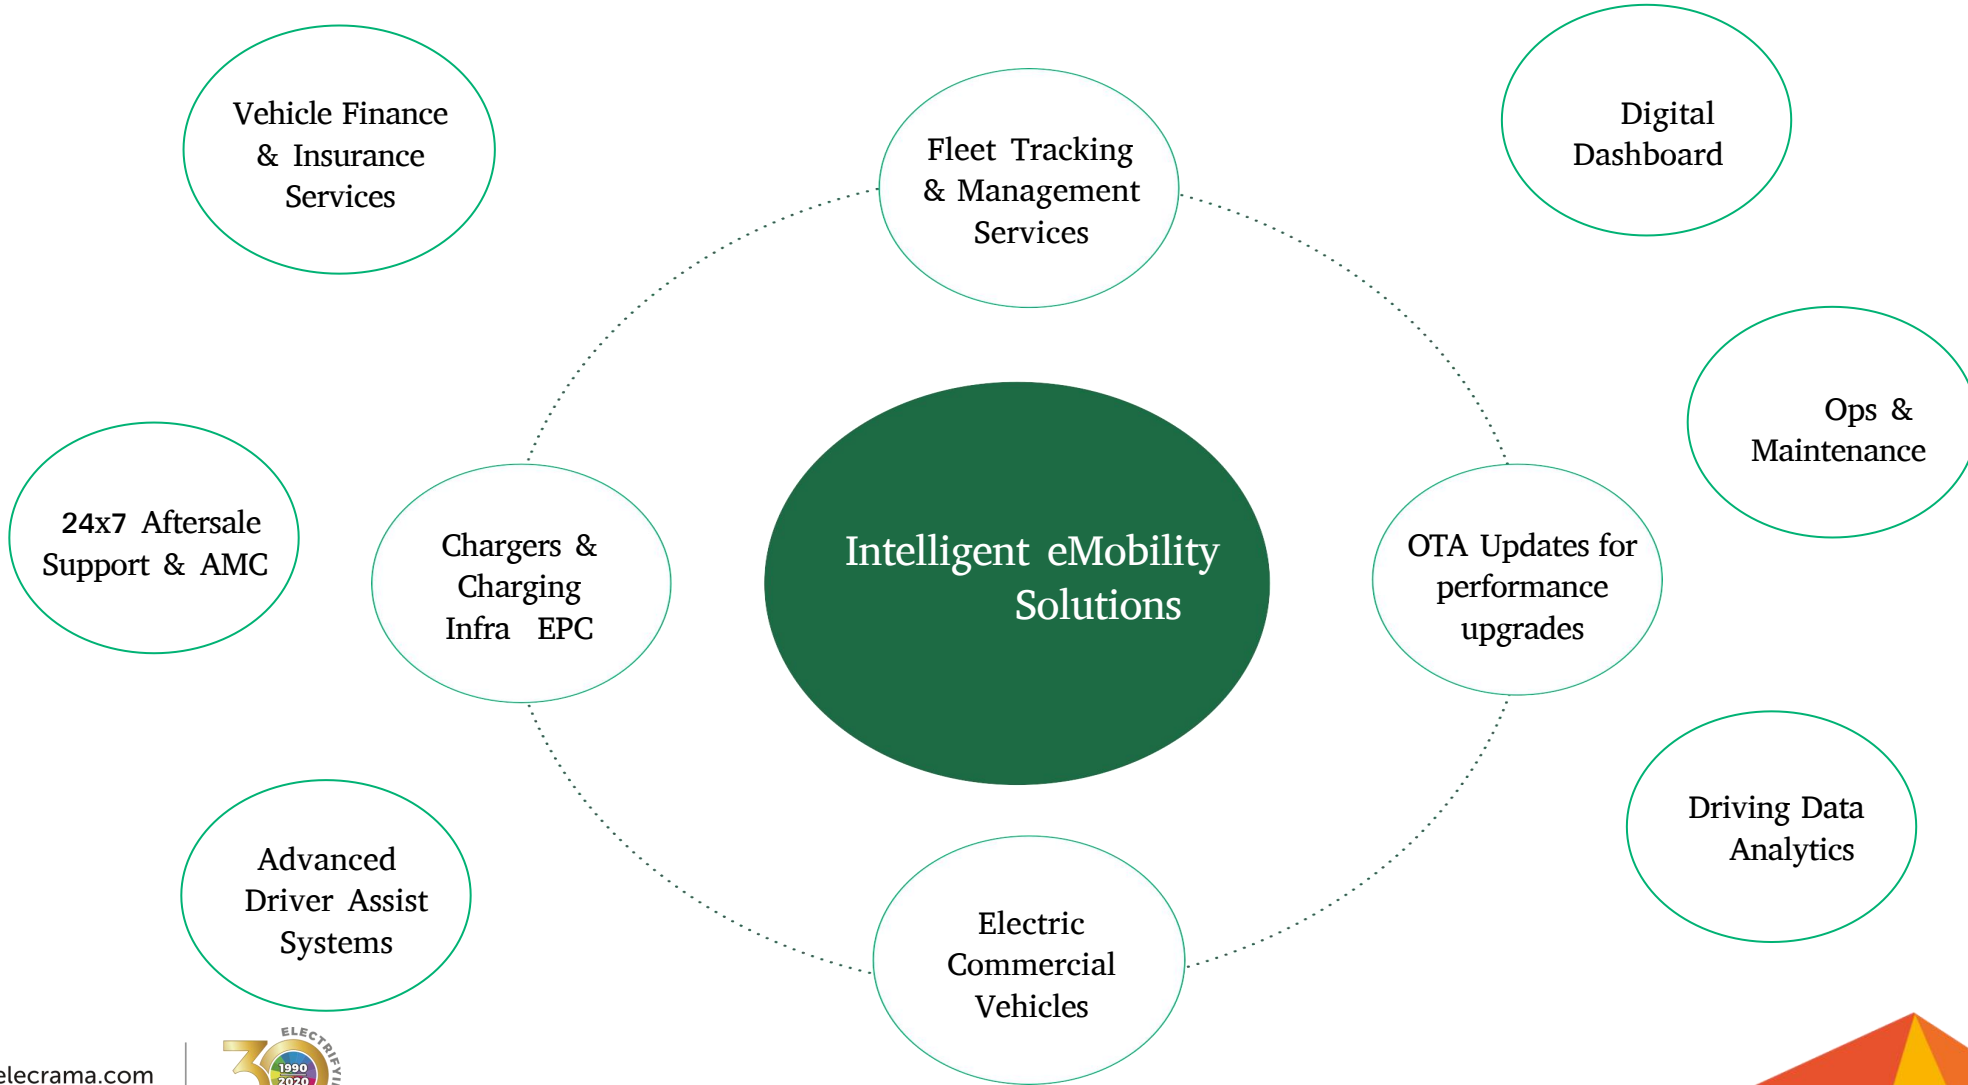 Vehicle Finance
& Insurance
Services
Fleet Tracking
& Management
Services
Digital
Dashboard
Ops &
Maintenance
24x7 Aftersale
Support & AMC
Chargers &
Charging
Infra EPC
Intelligent eMobility
Solutions
OTA Updates for
performance
upgrades
Driving Data
Analytics
Advanced
Driver Assist
Systems
Electric
Commercial
Vehicles
elecrama.com
30
1990
2020